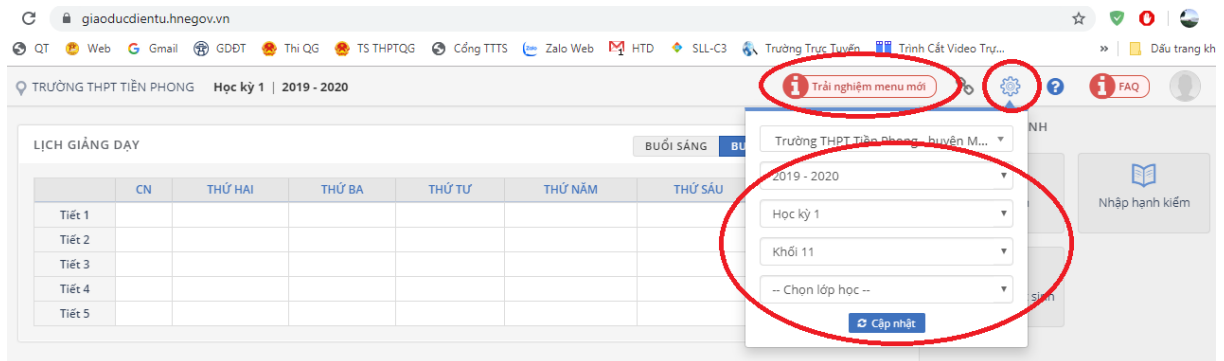 giaoducdientu.hnegov.vn
QT Web Gmail GDĐT Thi QG TS THPTQG Cổng TTTS Zalo Web HTD SLL-C3 Trường Trực Tuyến Trình Cắt Video Trự... » Dấu trang kh
TRƯỜNG THPT TIỀN PHONG Học kỳ 1 | 2019 - 2020 Trải nghiệm menu mới FAQ
LỊCH GIẢNG DẠY BUỔI SÁNG BU
NH
CN THỨ HAI THỨ BA THỨ TƯ THỨ NĂM THỨ SÁU
Tiết 1
Tiết 2
Tiết 3
Tiết 4
Tiết 5
Trường THPT Tiền Phong - huyện M...
2019 - 2020
Học kỳ 1
Khối 11
-- Chọn lớp học --
Cập nhật
Nhập hạnh kiểm
sinh